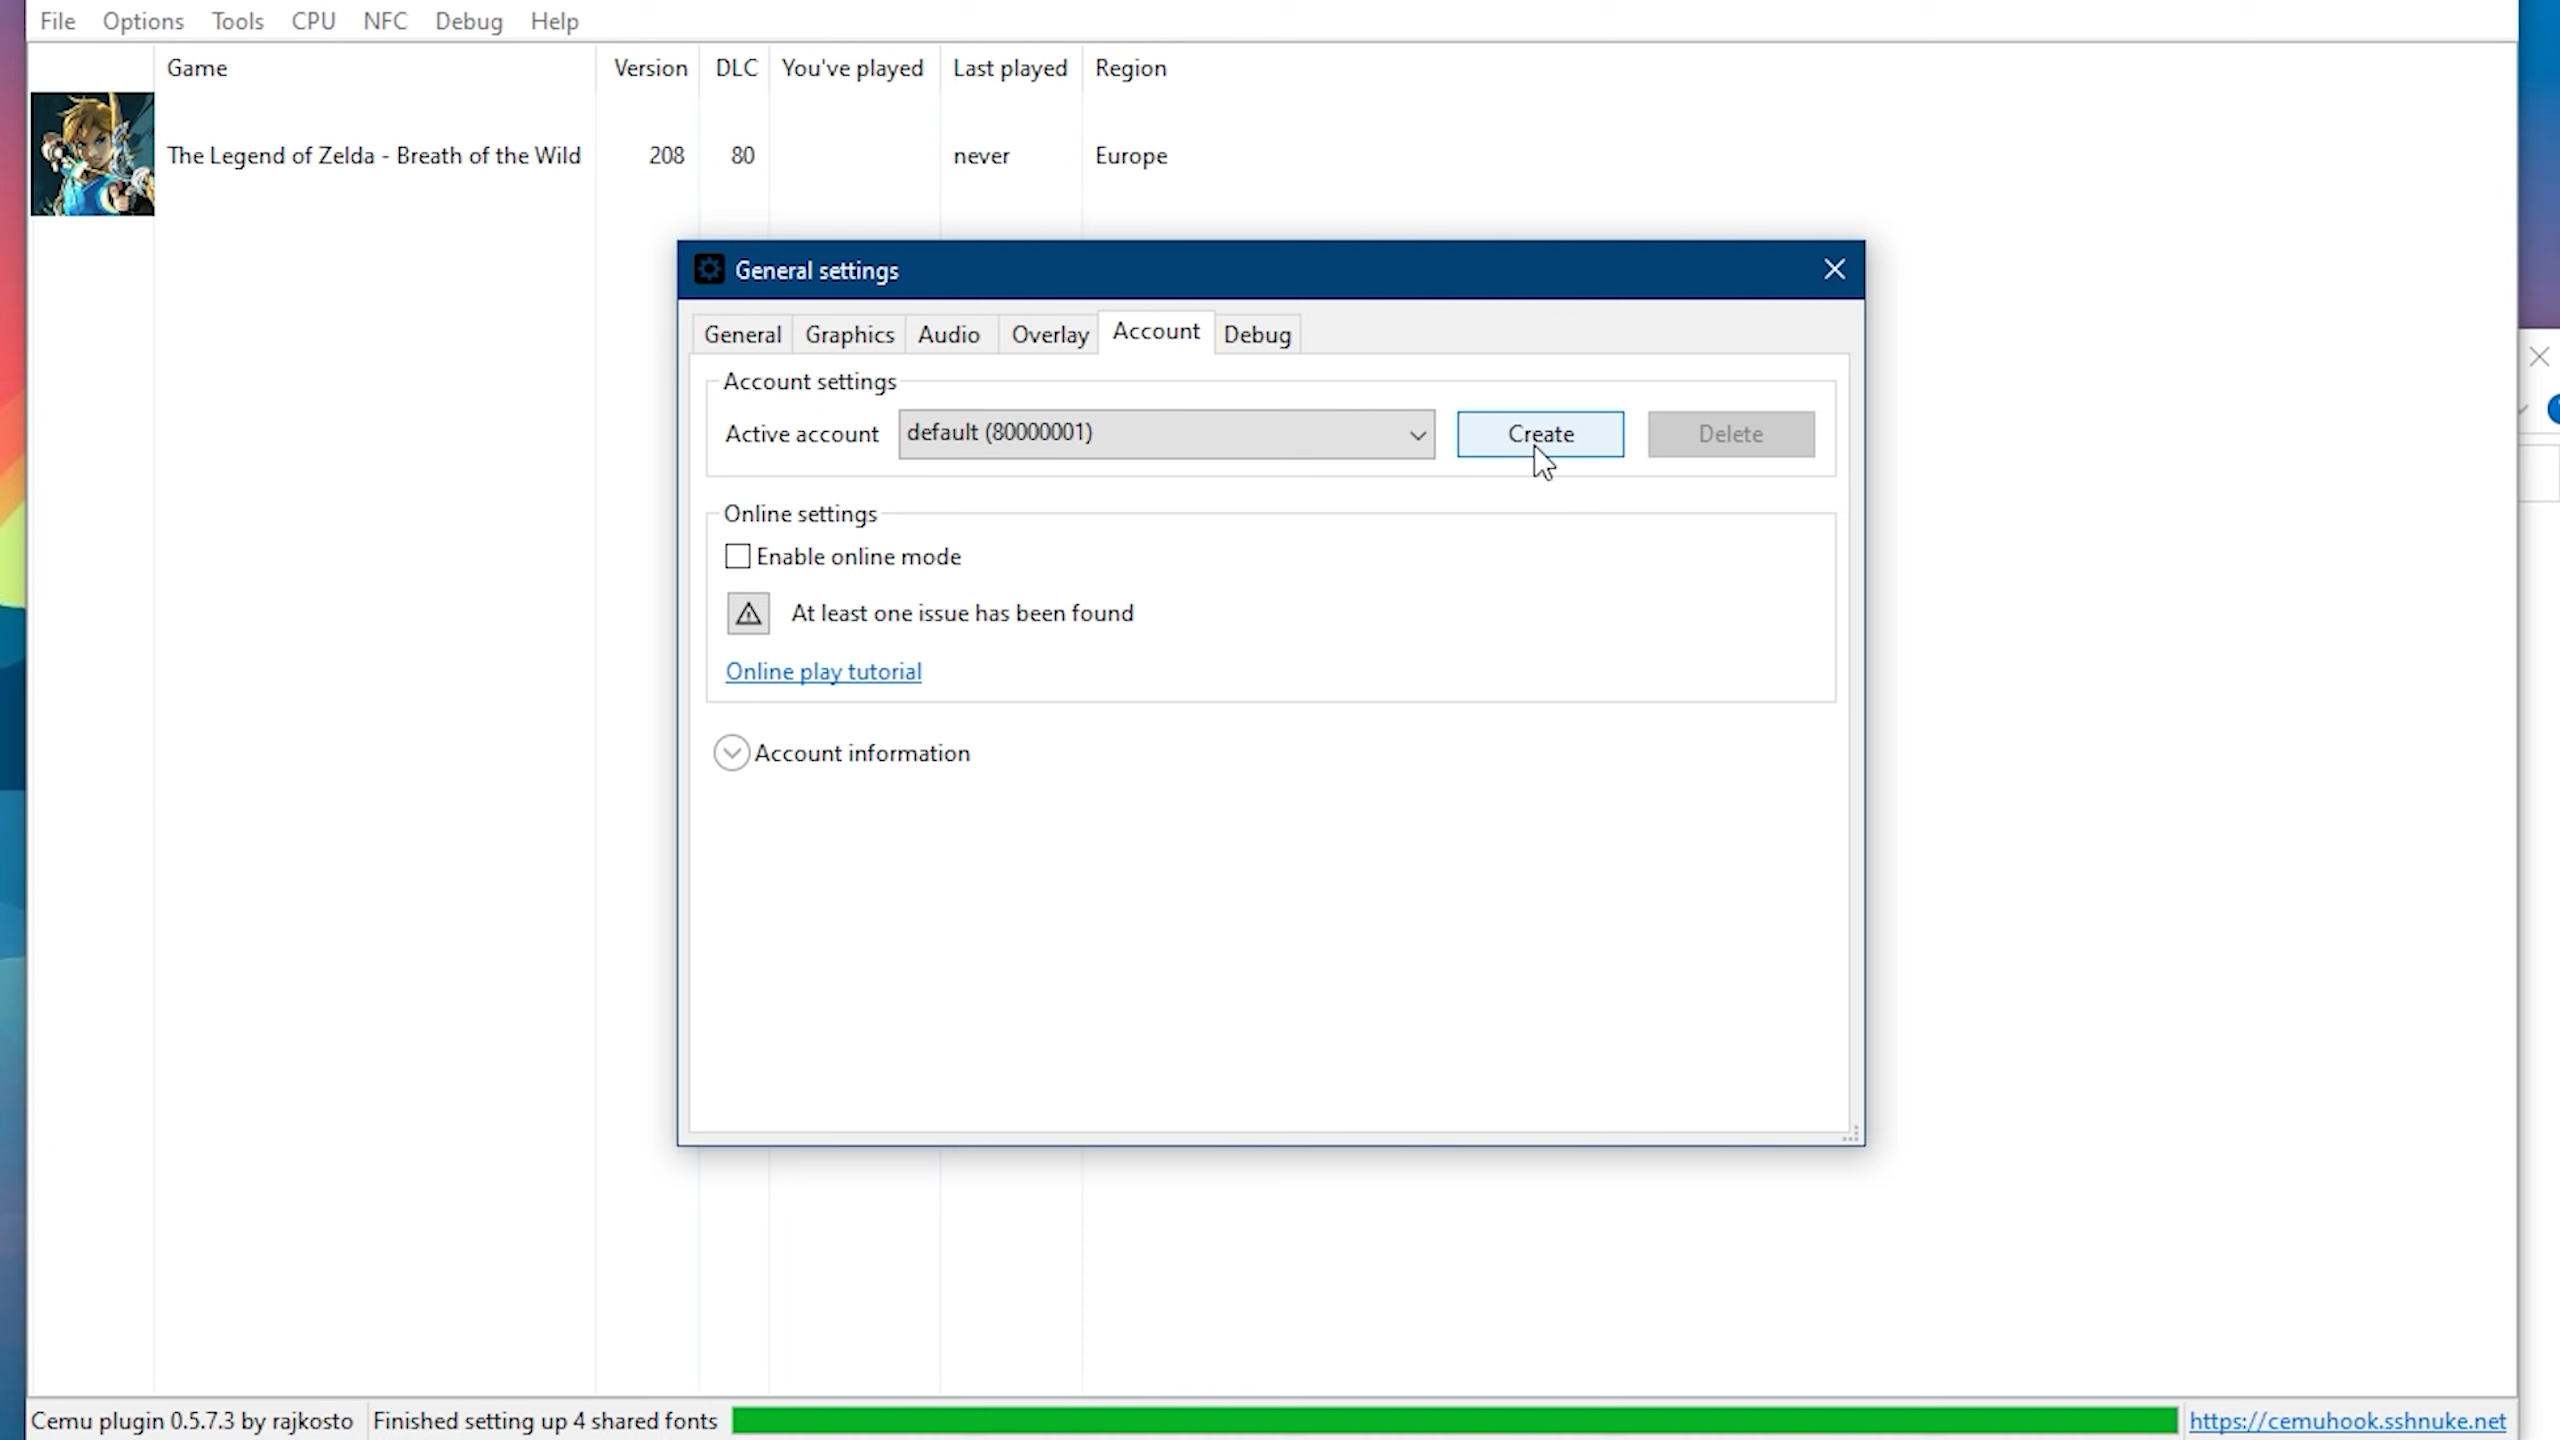 File Options Tools CPU NFC Debug Help
Game Version DLC You've played Last played Region
The Legend of Zelda - Breath of the Wild 208 80 never Europe
General settings
General Graphics Audio Overlay Account Debug
Account settings
Active account default (80000001) Create Delete
Online settings
Enable online mode
At least one issue has been found
Online play tutorial
Account information
Cemu plugin 0.5.7.3 by rajkosto Finished setting up 4 shared fonts https://cemuhook.sshnuke.net